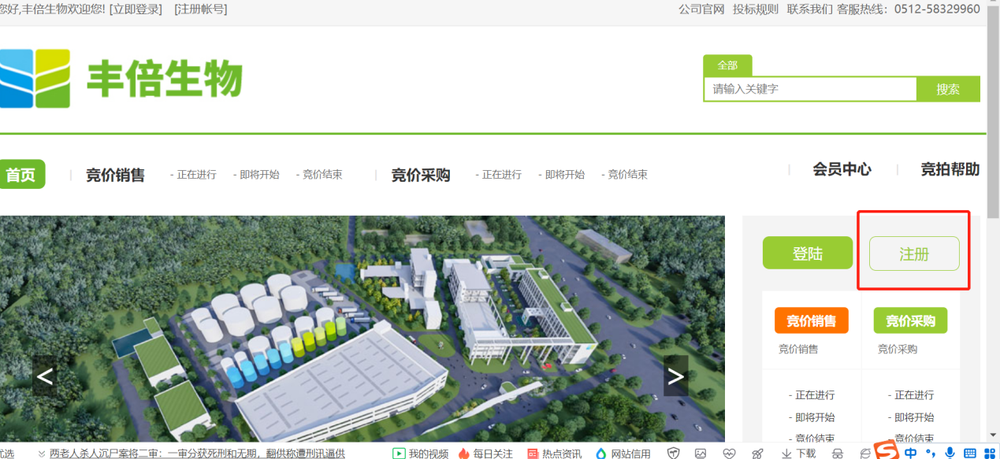 您好,丰倍生物欢迎您! [立即登录] [注册帐号]
公司官网 投标规则 联系我们 客服热线：0512-58329960
丰倍生物
全部
请输入关键字 搜索
首页 | 竞价销售 - 正在进行 - 即将开始 - 竞价结束 | 竞价采购 - 正在进行 - 即将开始 - 竞价结束 | 会员中心 | 竞拍帮助
登陆 注册
< >
竞价销售 竞价采购
竞价销售 竞价采购
- 正在进行 - 正在进行
- 即将开始 - 即将开始
- 竞价结束 - 竞价结束
优选 两老人杀人沉尸案将二审：一审分获死刑和无期，翻供称遭刑讯逼供 我的视频 每日关注 热点资讯 网站信用 下载 中